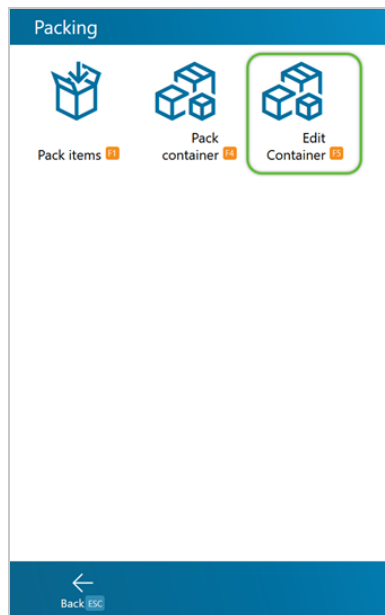 Packing
Pack items F1
Pack
container F4
Edit
Container F5
Back ESC